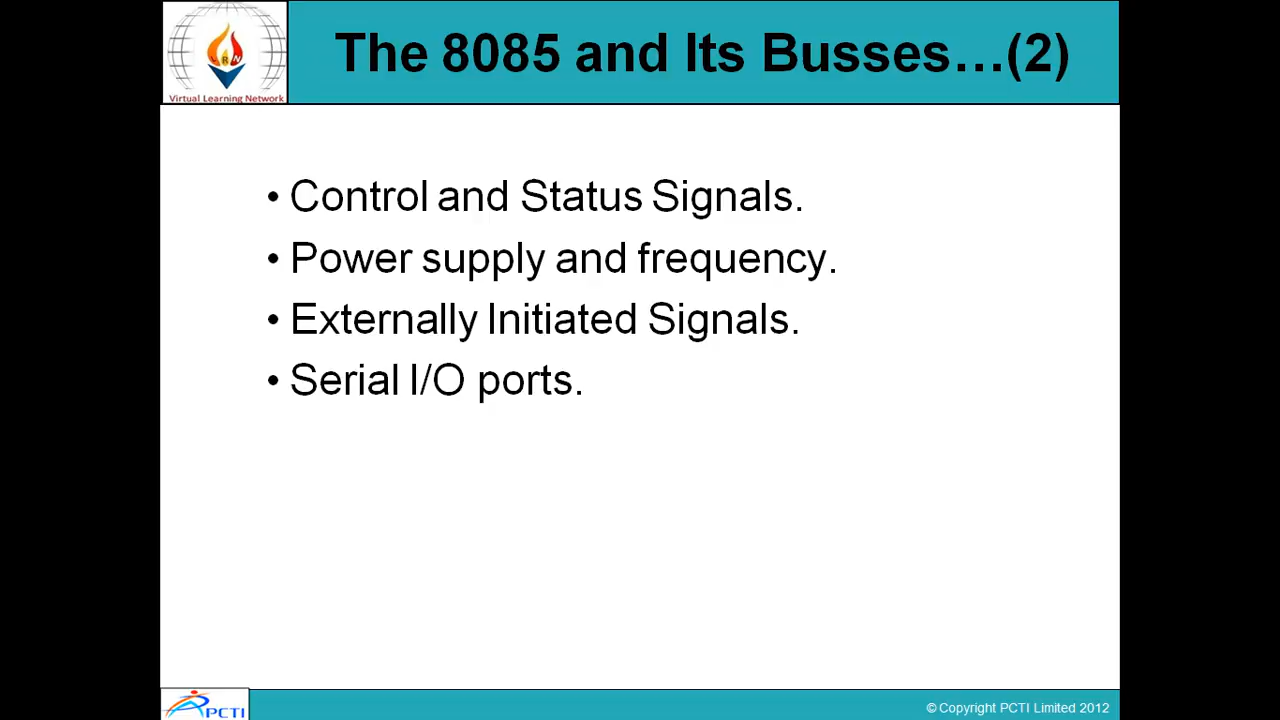 The 8085 and Its Busses…(2)
Virtual Learning Network
• Control and Status Signals.
• Power supply and frequency.
• Externally Initiated Signals.
• Serial I/O ports.
PCTI
© Copyright PCTI Limited 2012